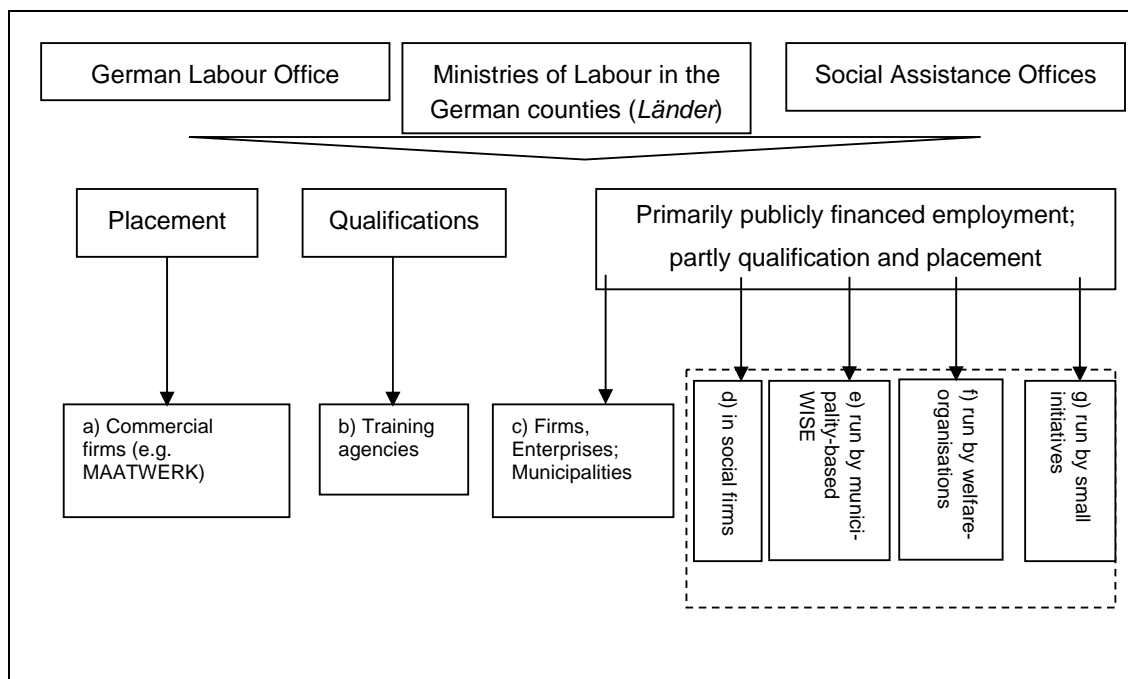 German Labour Office
Ministries of Labour in the
German counties (Länder)
Social Assistance Offices
Placement
Qualifications
Primarily publicly financed employment;
partly qualification and placement
a) Commercial
firms (e.g.
MAATWERK)
b) Training
agencies
c) Firms,
Enterprises;
Municipalities
d) in social firms
e) run by munici-
pality-based
WISE
f) run by welfare-
organisations
g) run by small
initiatives